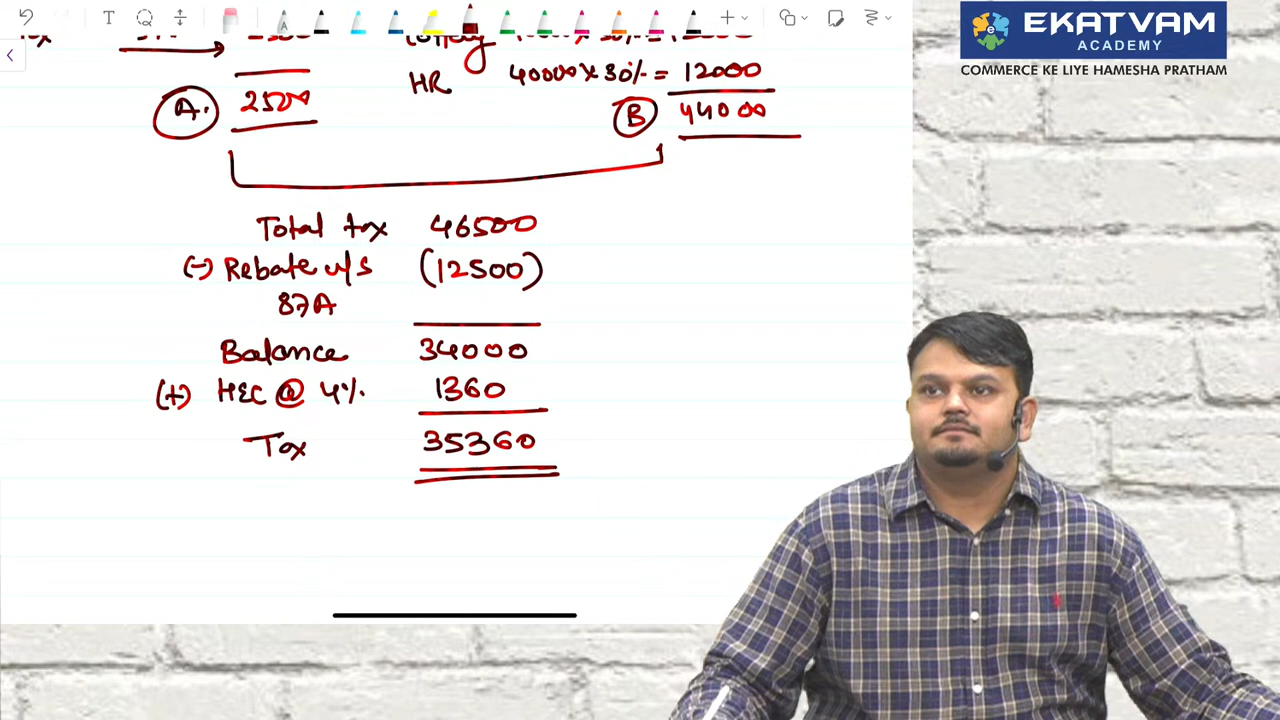 EKATVAM
ACADEMY
COMMERCE KE LIYE HAMESHA PRATHAM
T
HR 40000 x 30% = 12000
A. 2500
B 44000
Total tax 46500
(-) Rebate u/s (12500)
87A
Balance 34000
(+) HEC @ 4% 1360
Tax 35360